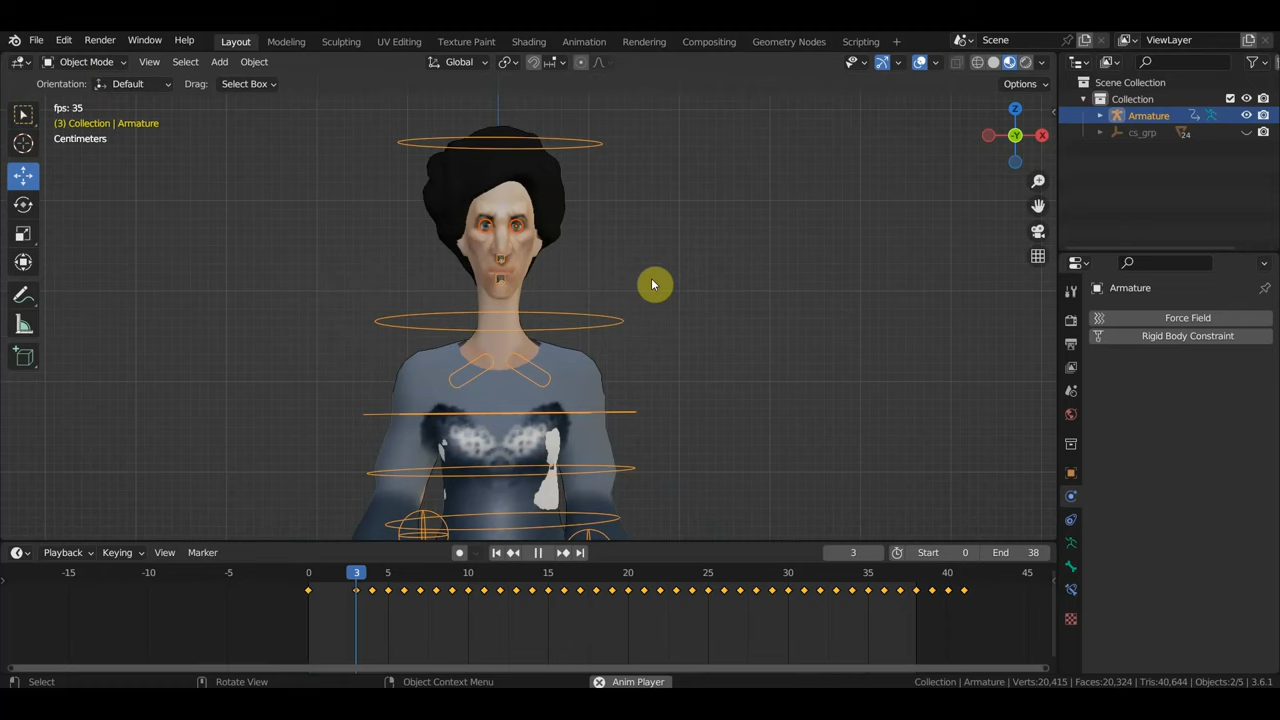 File Edit Render Window Help
Layout Modeling Sculpting UV Editing Texture Paint Shading Animation Rendering Compositing Geometry Nodes Scripting +
Scene
ViewLayer
Object Mode View Select Add Object
Global
Orientation: Default Drag: Select Box
Options
fps: 35
(3) Collection | Armature
Centimeters
Z
-Y
X
Scene Collection
Collection
Armature
cs_grp 24
Armature
Force Field
Rigid Body Constraint
Playback Keying View Marker
3
Start 0 End 38
-15 -10 -5 0 3 5 10 15 20 25 30 35 40 45
Select Rotate View Object Context Menu
Anim Player
Collection | Armature | Verts:20,415 | Faces:20,324 | Tris:40,644 | Objects:2/5 | 3.6.1